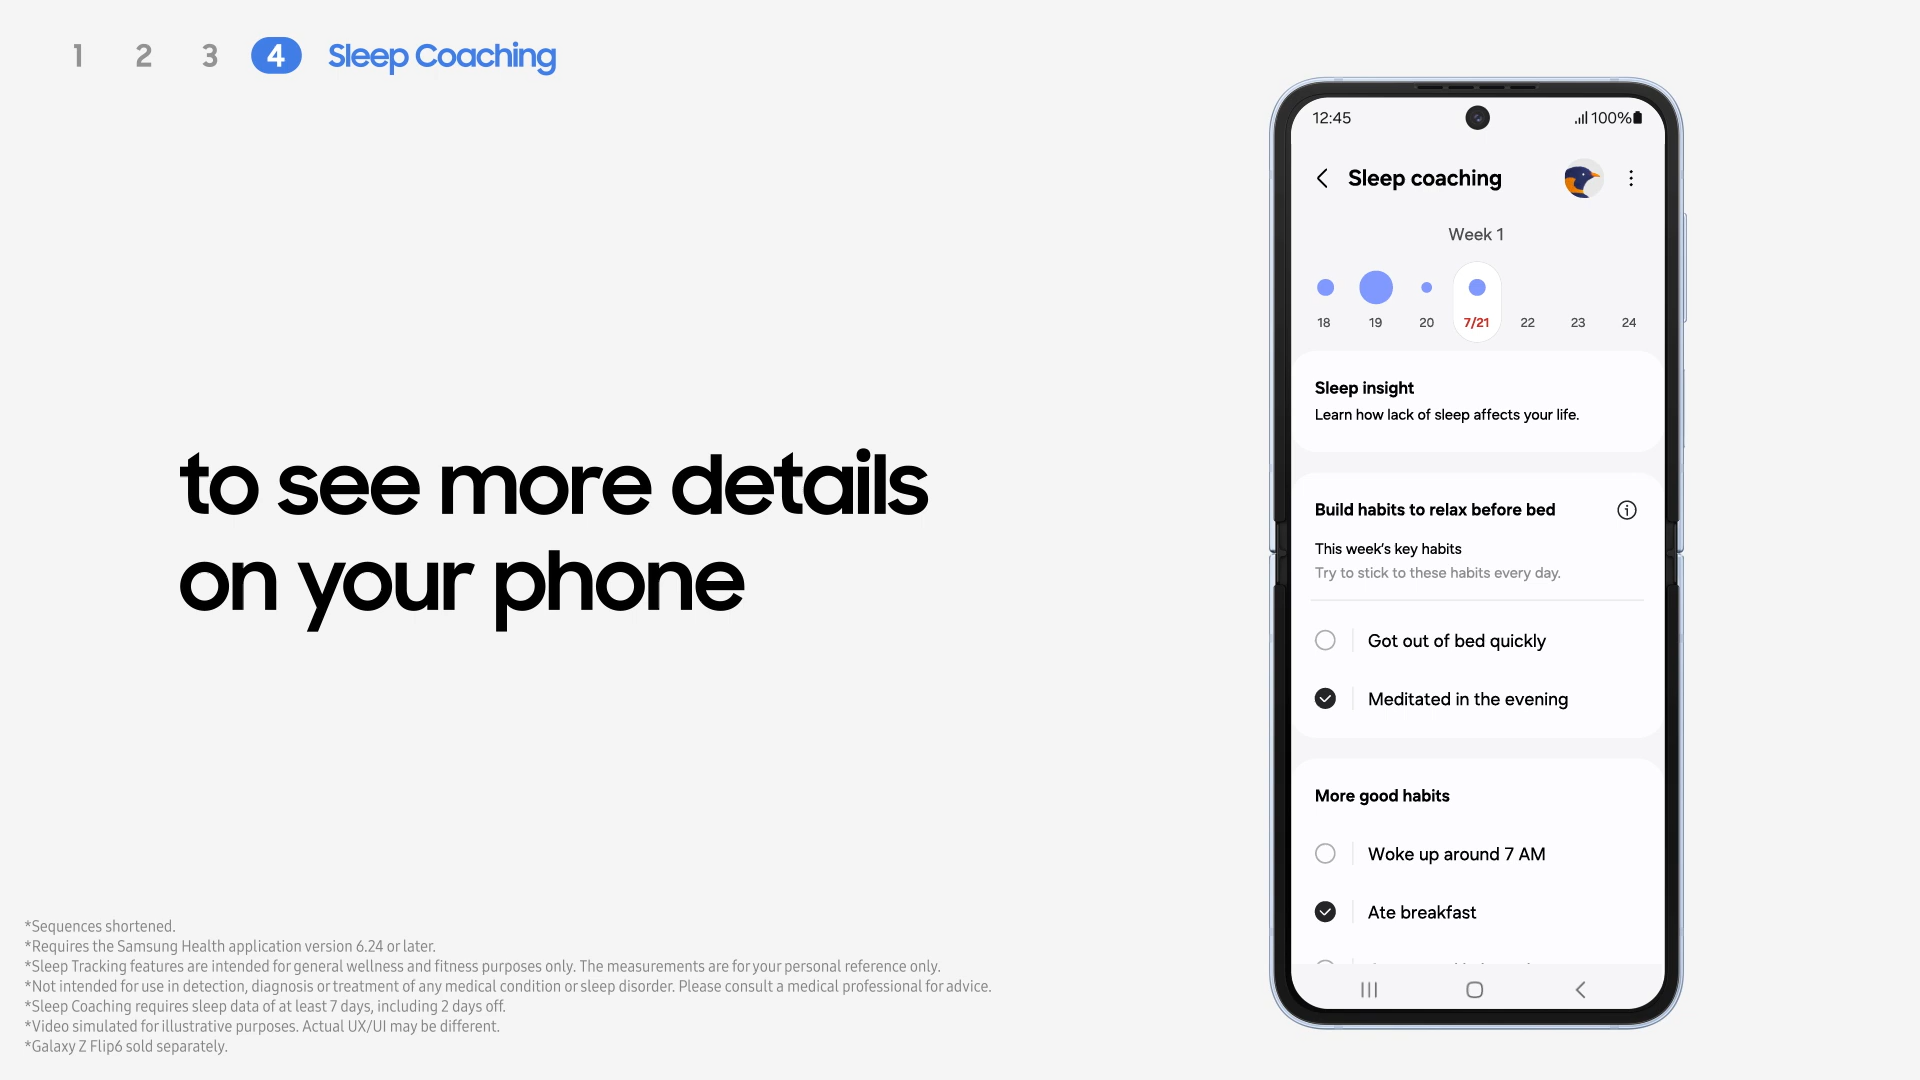 1 2 3 4 Sleep Coaching
to see more details
on your phone
*Sequences shortened.
*Requires the Samsung Health application version 6.24 or later.
*Sleep Tracking features are intended for general wellness and fitness purposes only. The measurements are for your personal reference only.
*Not intended for use in detection, diagnosis or treatment of any medical condition or sleep disorder. Please consult a medical professional for advice.
*Sleep Coaching requires sleep data of at least 7 days, including 2 days off.
*Video simulated for illustrative purposes. Actual UX/UI may be different.
*Galaxy Z Flip6 sold separately.
12:45 100%
Sleep coaching
Week 1
18 19 20 7/21 22 23 24
Sleep insight
Learn how lack of sleep affects your life.
Build habits to relax before bed
This week's key habits
Try to stick to these habits every day.
Got out of bed quickly
Meditated in the evening
More good habits
Woke up around 7 AM
Ate breakfast